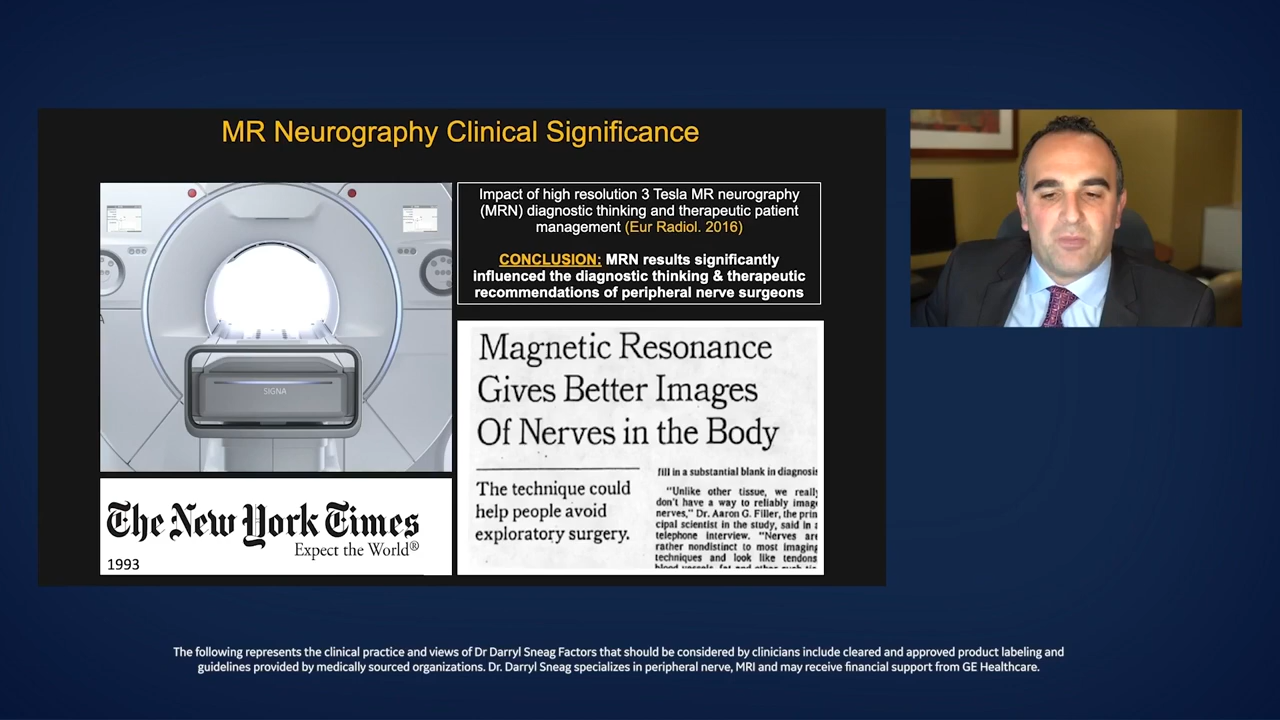 MR Neurography Clinical Significance
Impact of high resolution 3 Tesla MR neurography
(MRN) diagnostic thinking and therapeutic patient
management (Eur Radiol. 2016)
CONCLUSION: MRN results significantly
influenced the diagnostic thinking & therapeutic
recommendations of peripheral nerve surgeons
SIGNA
The New York Times
Expect the World®
1993
Magnetic Resonance
Gives Better Images
Of Nerves in the Body
The technique could
help people avoid
exploratory surgery.
fill in a substantial blank in diagnosis
"Unlike other tissue, we really
don't have a way to reliably image
nerves," Dr. Aaron G. Filler, the prin
cipal scientist in the study, said in a
telephone interview. "Nerves are
rather nondistinct to most imaging
techniques and look like tendons
The following represents the clinical practice and views of Dr Darryl Sneag Factors that should be considered by clinicians include cleared and approved product labeling and
guidelines provided by medically sourced organizations. Dr. Darryl Sneag specializes in peripheral nerve, MRI and may receive financial support from GE Healthcare.